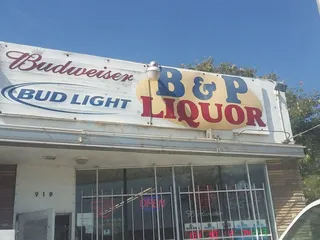 Budweiser
BUD LIGHT
B & P
LIQUOR
919
OPEN